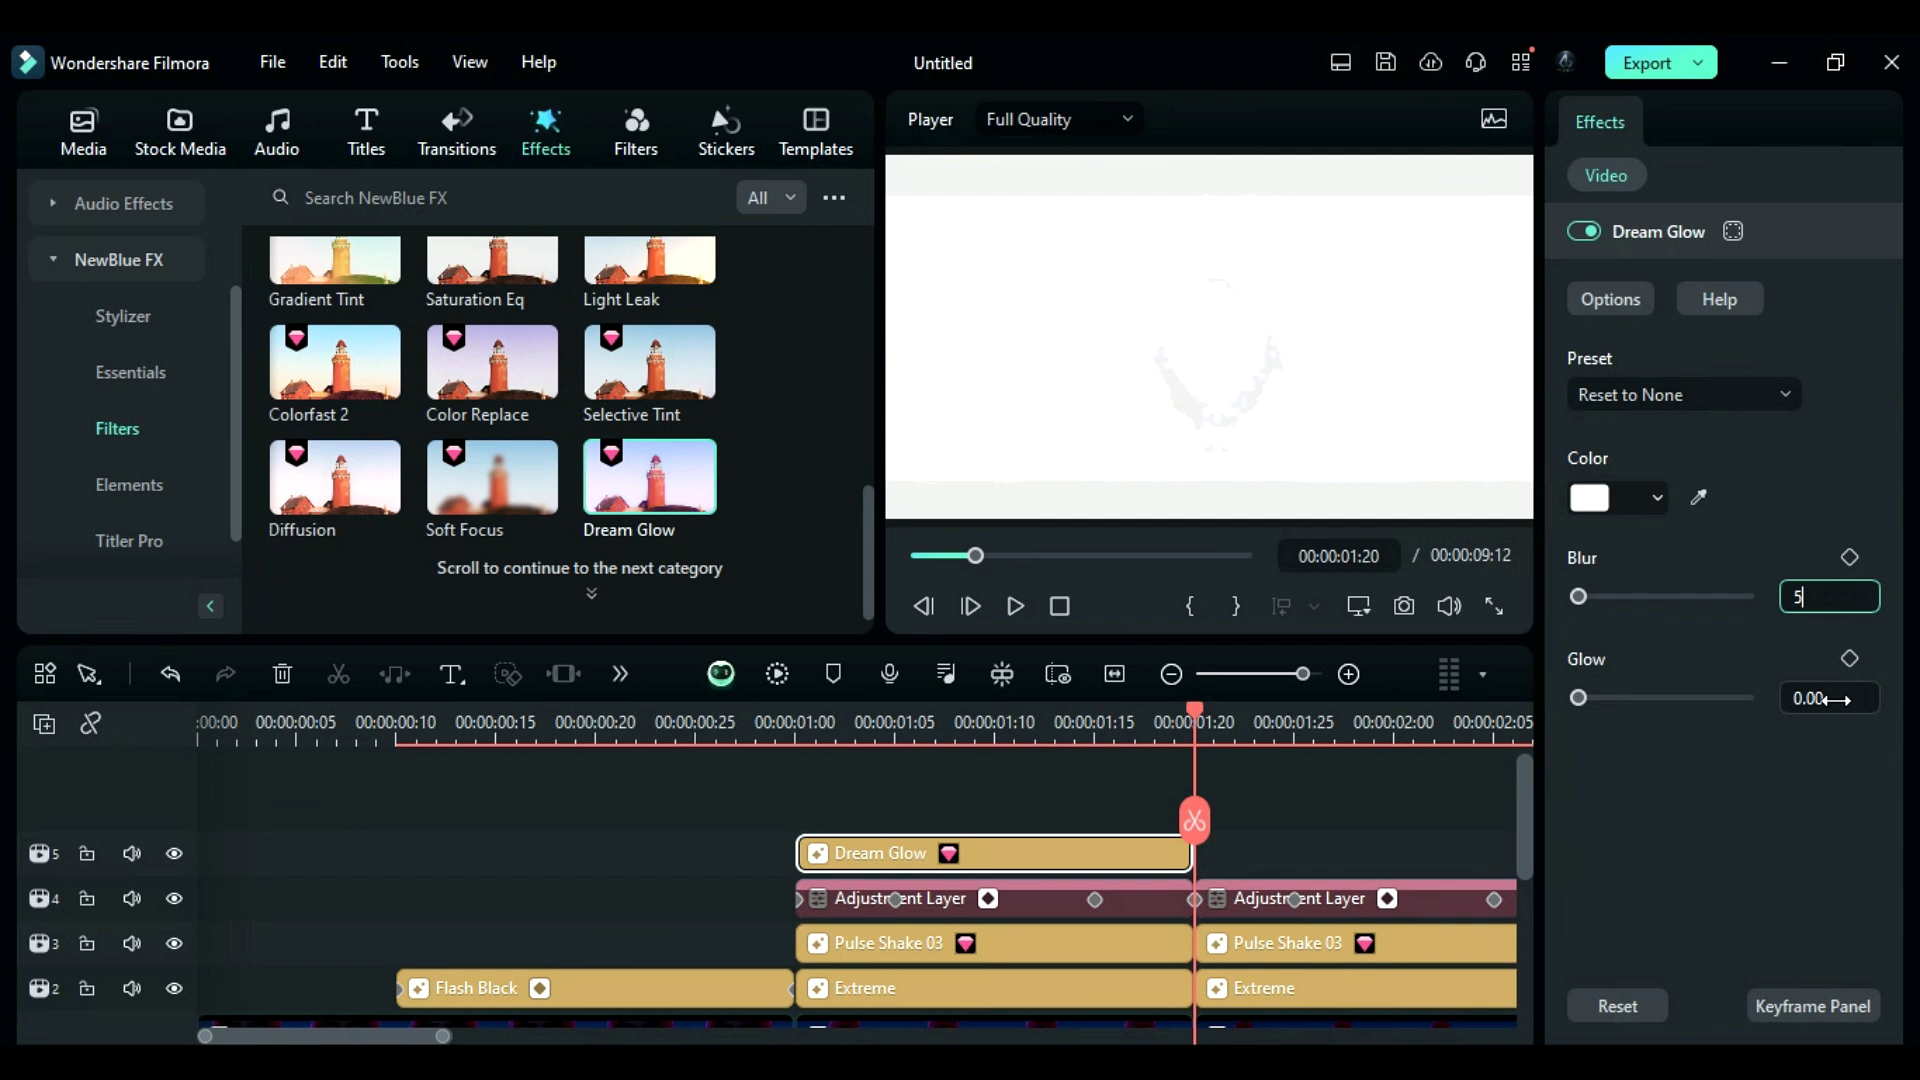 Wondershare Filmora
File
Edit
Tools
View
Help
Untitled
Export
Media
Stock Media
Audio
Titles
Transitions
Effects
Filters
Stickers
Templates
Player
Full Quality
Effects
Video
Audio Effects
Search NewBlue FX
All
Dream Glow
NewBlue FX
Stylizer
Essentials
Filters
Elements
Titler Pro
Gradient Tint
Saturation Eq
Light Leak
Colorfast 2
Color Replace
Selective Tint
Diffusion
Soft Focus
Dream Glow
Scroll to continue to the next category
00:00:01:20 / 00:00:09:12
Options
Help
Preset
Reset to None
Color
Blur
5
Glow
0.00
:00:00 00:00:00:05 00:00:00:10 00:00:00:15 00:00:00:20 00:00:00:25 00:00:01:00 00:00:01:05 00:00:01:10 00:00:01:15 00:00:01:20 00:00:01:25 00:00:02:00 00:00:02:05
5
Dream Glow
4
Adjustment Layer
Adjustment Layer
3
Pulse Shake 03
Pulse Shake 03
2
Flash Black
Extreme
Extreme
Reset
Keyframe Panel